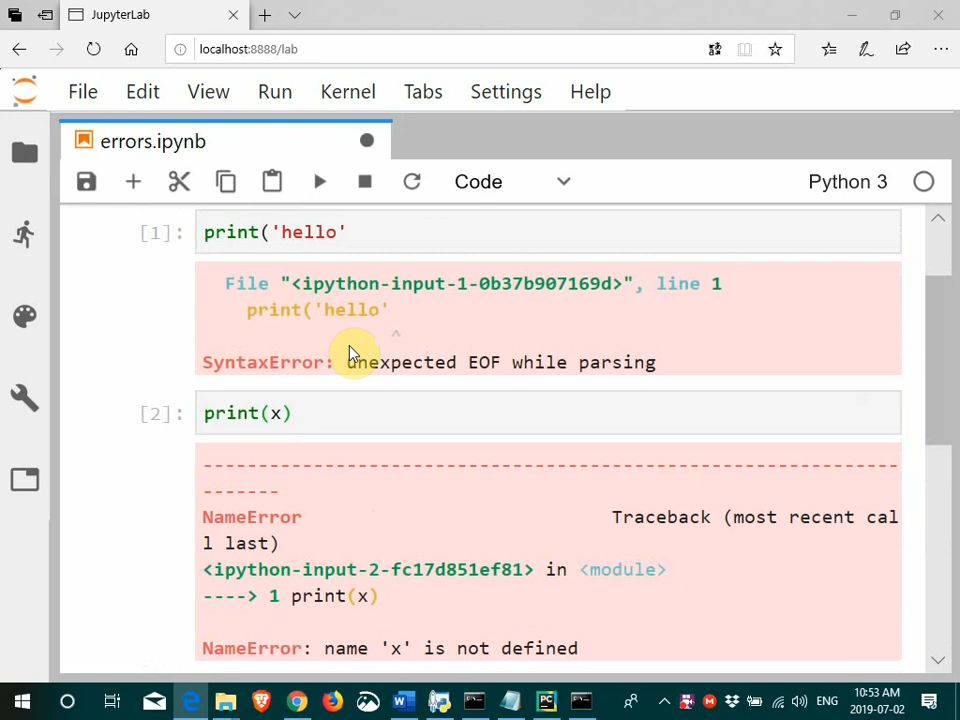 JupyterLab
localhost:8888/lab
File Edit View Run Kernel Tabs Settings Help
errors.ipynb
Code Python 3
[1]: print('hello'
File "<ipython-input-1-0b37b907169d>", line 1
print('hello'
^
SyntaxError: unexpected EOF while parsing
[2]: print(x)
---------------------------------------------------------------
-------
NameError Traceback (most recent cal
l last)
<ipython-input-2-fc17d851ef81> in <module>
----> 1 print(x)
NameError: name 'x' is not defined
ENG
10:53 AM
2019-07-02